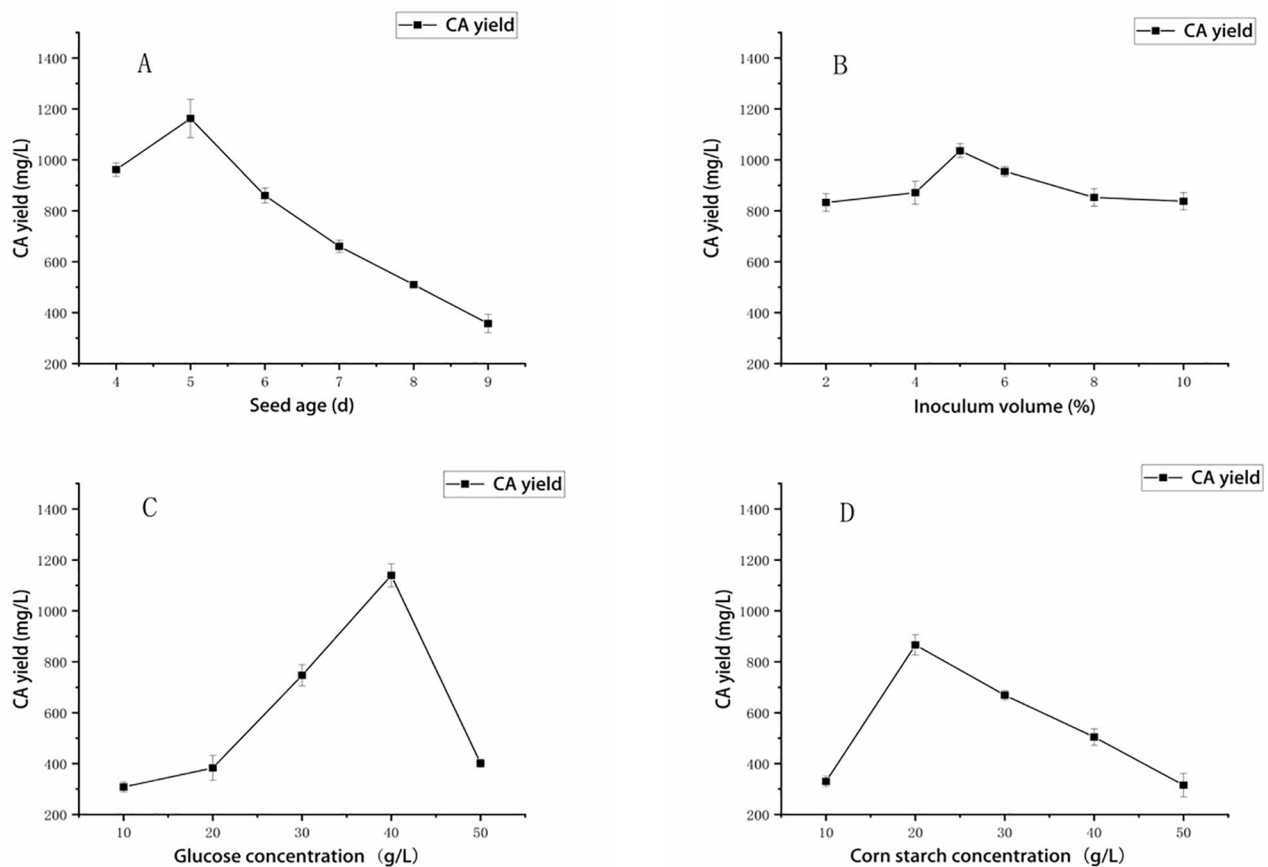 CA yield
A
1400
1200
1000
800
600
400
200
CA yield (mg/L)
4 5 6 7 8 9
Seed age (d)
CA yield
B
1400
1200
1000
800
600
400
200
CA yield (mg/L)
2 4 6 8 10
Inoculum volume (%)
CA yield
C
1400
1200
1000
800
600
400
200
CA yield (mg/L)
10 20 30 40 50
Glucose concentration （g/L）
CA yield
D
1400
1200
1000
800
600
400
200
CA yield (mg/L)
10 20 30 40 50
Corn starch concentration （g/L）